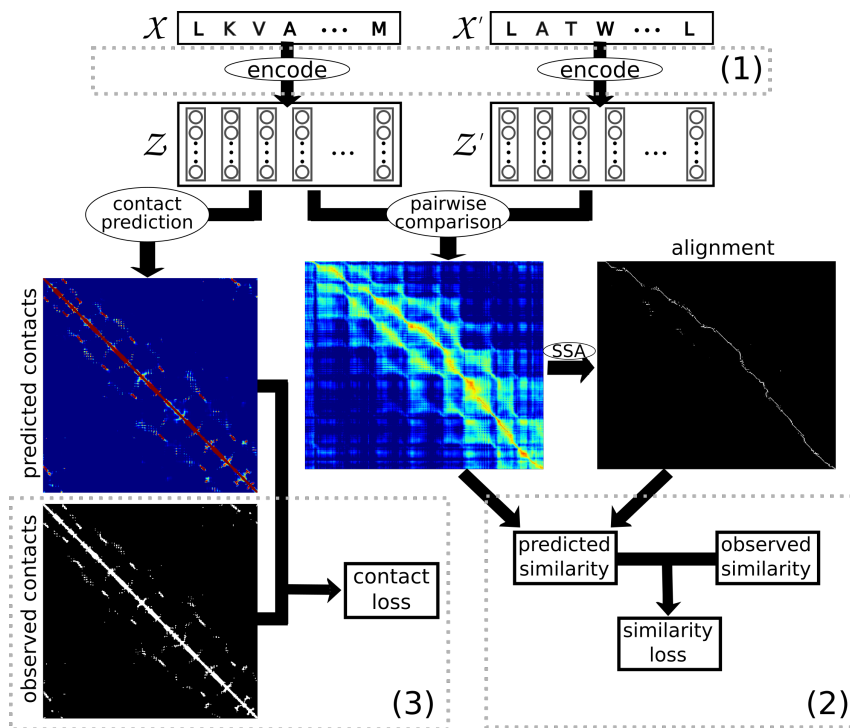 X L K V A ... M
X' L A T W ... L
encode
encode
(1)
Z ...
Z' ...
contact
prediction
pairwise
comparison
alignment
predicted contacts
SSA
observed contacts
predicted
similarity
observed
similarity
contact
loss
similarity
loss
(3)
(2)